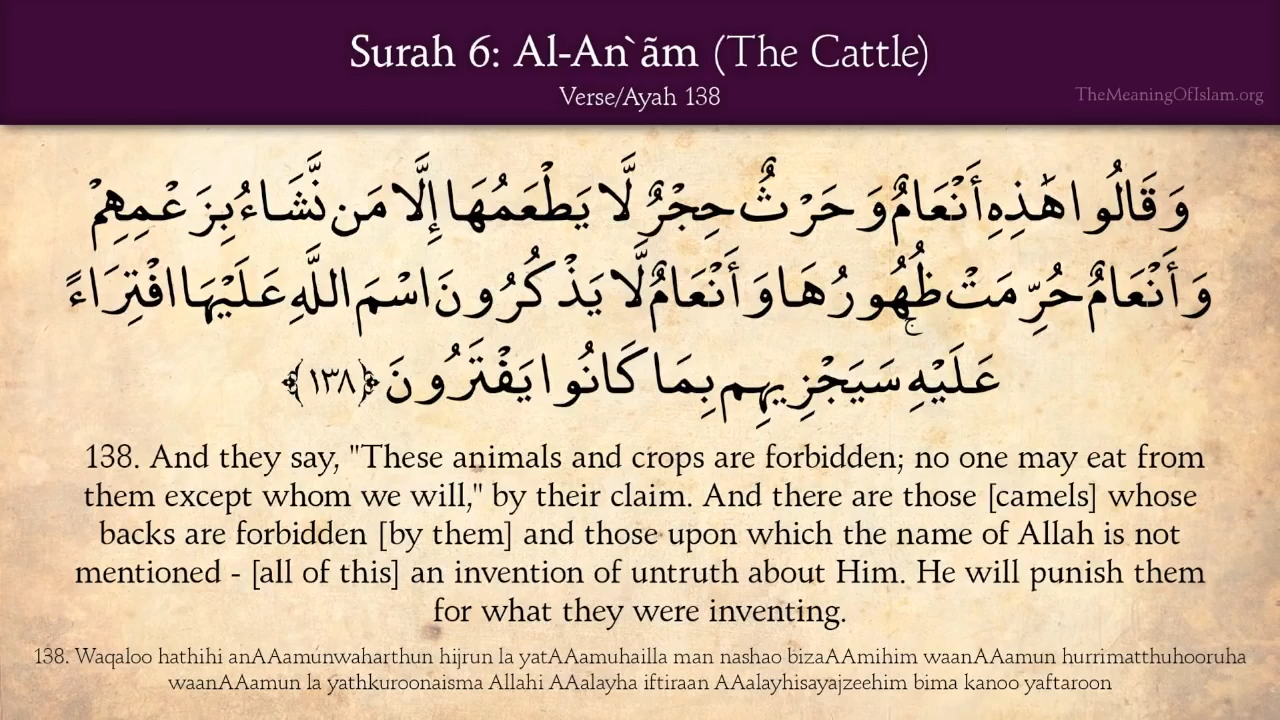 Surah 6: Al-An`ãm (The Cattle)
Verse/Ayah 138
TheMeaningOfIslam.org
وَقَالُوا هَٰذِهِ أَنْعَامٌ وَحَرْثٌ حِجْرٌ لَّا يَطْعَمُهَا إِلَّا مَن نَّشَاءُ بِزَعْمِهِمْ
وَأَنْعَامٌ حُرِّمَتْ ظُهُورُهَا وَأَنْعَامٌ لَّا يَذْكُرُونَ اسْمَ اللَّهِ عَلَيْهَا افْتِرَاءً
عَلَيْهِ ۚ سَيَجْزِيهِم بِمَا كَانُوا يَفْتَرُونَ ﴿١٣٨﴾
138. And they say, "These animals and crops are forbidden; no one may eat from
them except whom we will," by their claim. And there are those [camels] whose
backs are forbidden [by them] and those upon which the name of Allah is not
mentioned - [all of this] an invention of untruth about Him. He will punish them
for what they were inventing.
138. Waqaloo hathihi anAAamunwaharthun hijrun la yatAAamuhailla man nashao bizaAAmihim waanAAamun hurrimatthuhooruha
waanAAamun la yathkuroonaisma Allahi AAalayha iftiraan AAalayhisayajzeehim bima kanoo yaftaroon